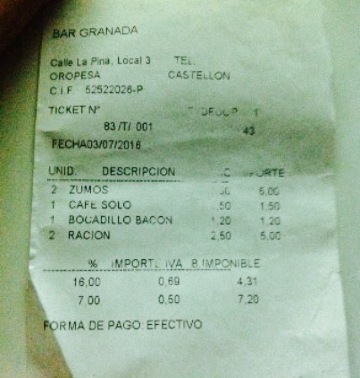 BAR GRANADA
Calle La Pina, Local 3 TEL.
OROPESA CASTELLON
C.I.F. 52522026-P
TICKET Nº 1
83 /T/ 001 43
FECHA03/07/2016
UNID. DESCRIPCION
2 ZUMOS 6,00
1 CAFE SOLO 1,50
1 BOCADILLO BACON 1,20 1,20
2 RACION 2,50 5,00
% IMPORTE IVA B.IMPONIBLE
16,00 0,69 4,31
7,00 0,50 7,20
FORMA DE PAGO: EFECTIVO